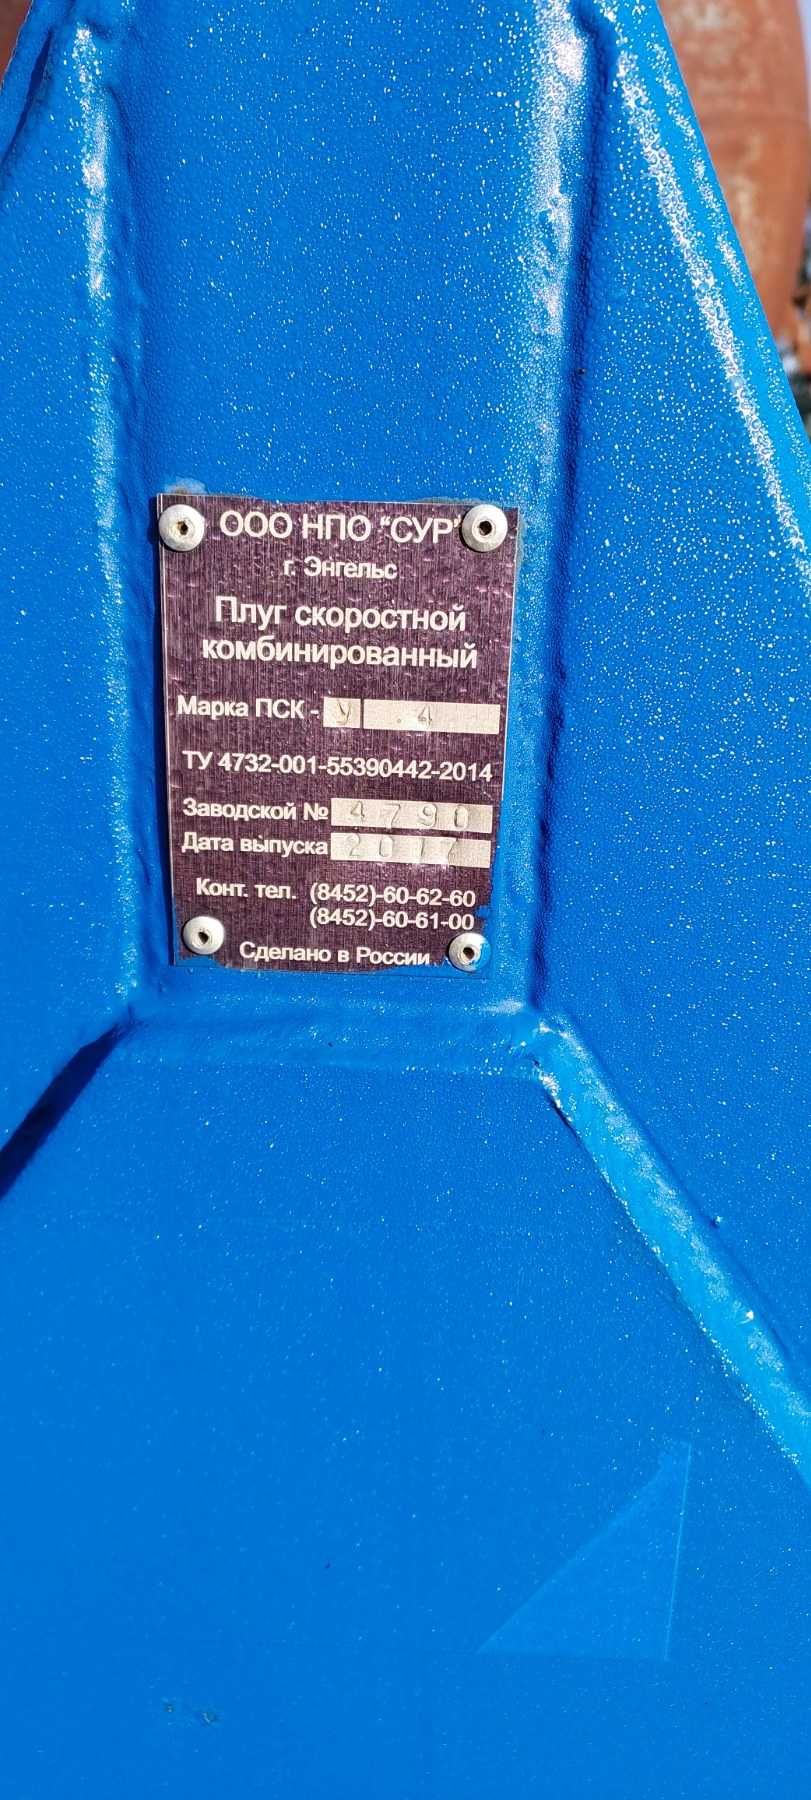 ООО НПО "СУР"
г. Энгельс
Плуг скоростной
комбинированный
Марка ПСК - У .4
ТУ 4732-001-55390442-2014
Заводской № 4790
Дата выпуска 2017
Конт. тел. (8452)-60-62-60
(8452)-60-61-00
Сделано в России